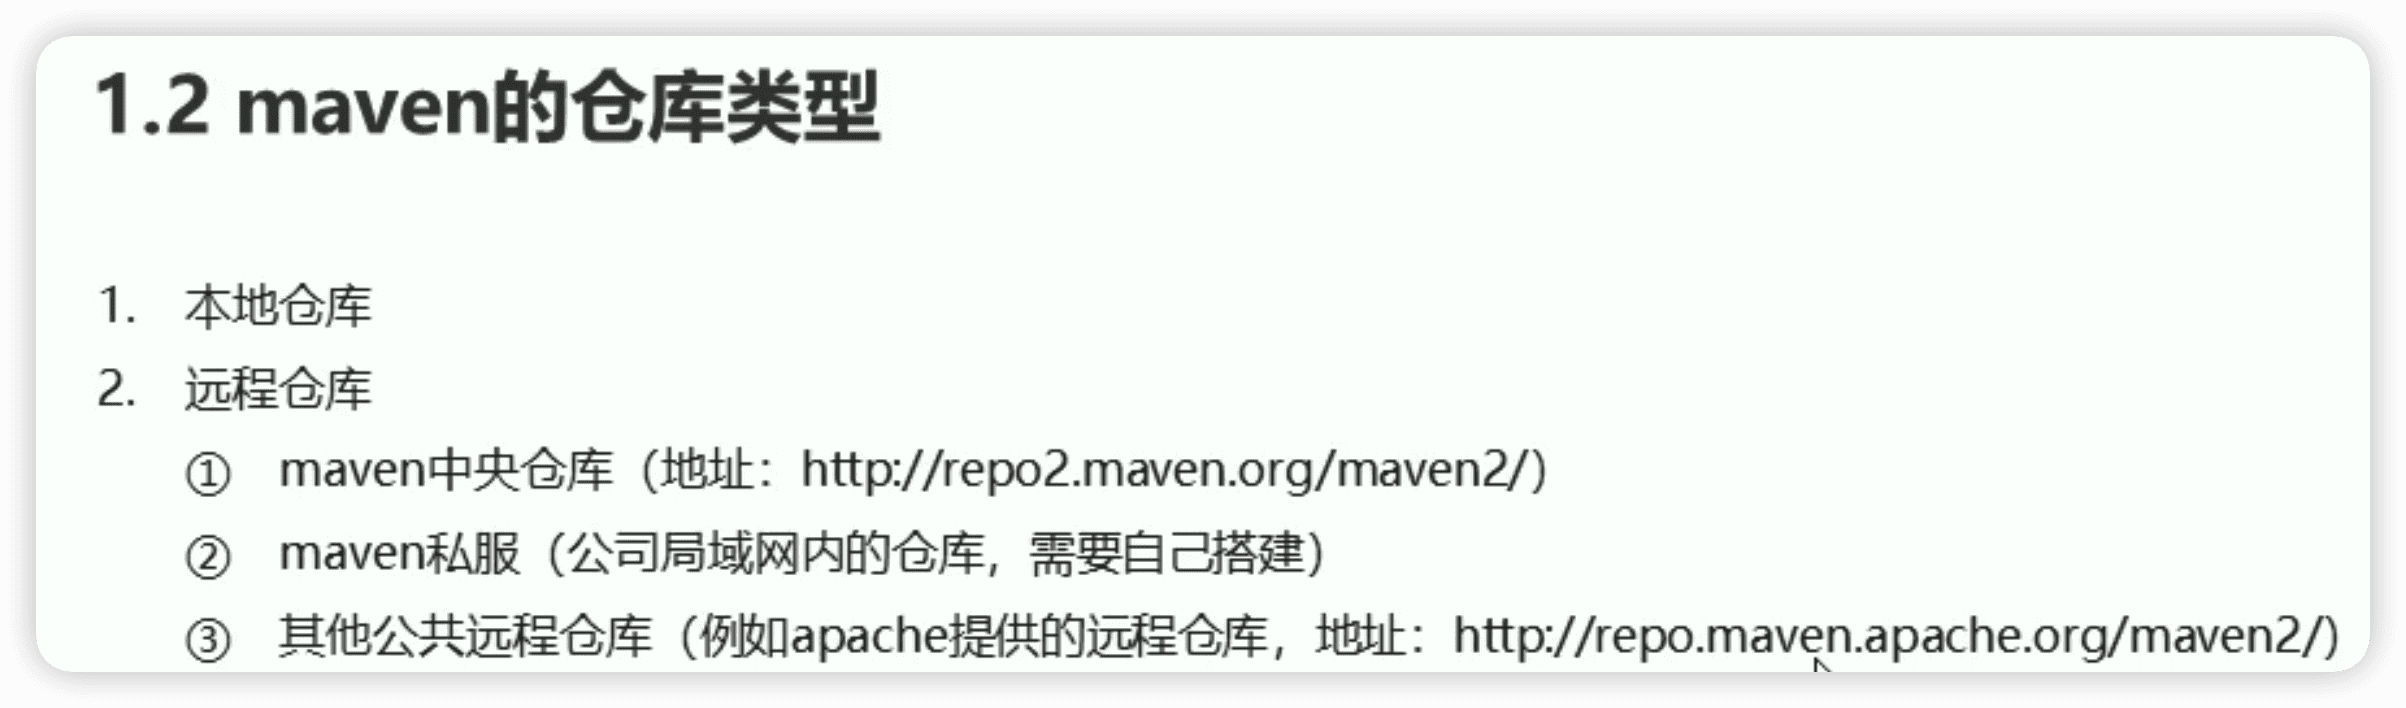 1.2 maven的仓库类型
1. 本地仓库
2. 远程仓库
① maven中央仓库（地址：http://repo2.maven.org/maven2/）
② maven私服（公司局域网内的仓库，需要自己搭建）
③ 其他公共远程仓库（例如apache提供的远程仓库，地址：http://repo.maven.apache.org/maven2/）